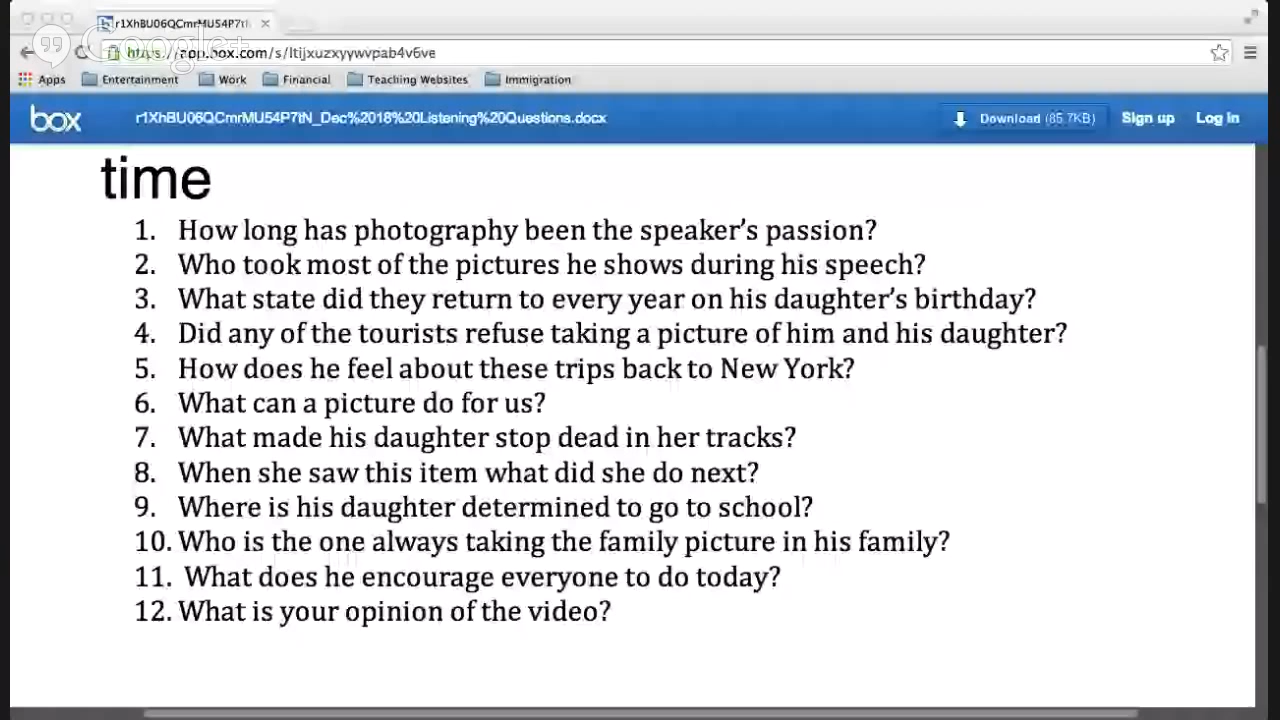 r1XhBU06QCmrMU54P7tN
Google+
https://app.box.com/s/ltijxuzxyywvpab4v6ve
Apps Entertainment Work Financial Teaching Websites Immigration
box r1XhBU06QCmrMU54P7tN_Dec%2018%20Listening%20Questions.docx Download (85.7KB) Sign up Log In
time
1. How long has photography been the speaker’s passion?
2. Who took most of the pictures he shows during his speech?
3. What state did they return to every year on his daughter’s birthday?
4. Did any of the tourists refuse taking a picture of him and his daughter?
5. How does he feel about these trips back to New York?
6. What can a picture do for us?
7. What made his daughter stop dead in her tracks?
8. When she saw this item what did she do next?
9. Where is his daughter determined to go to school?
10. Who is the one always taking the family picture in his family?
11. What does he encourage everyone to do today?
12. What is your opinion of the video?